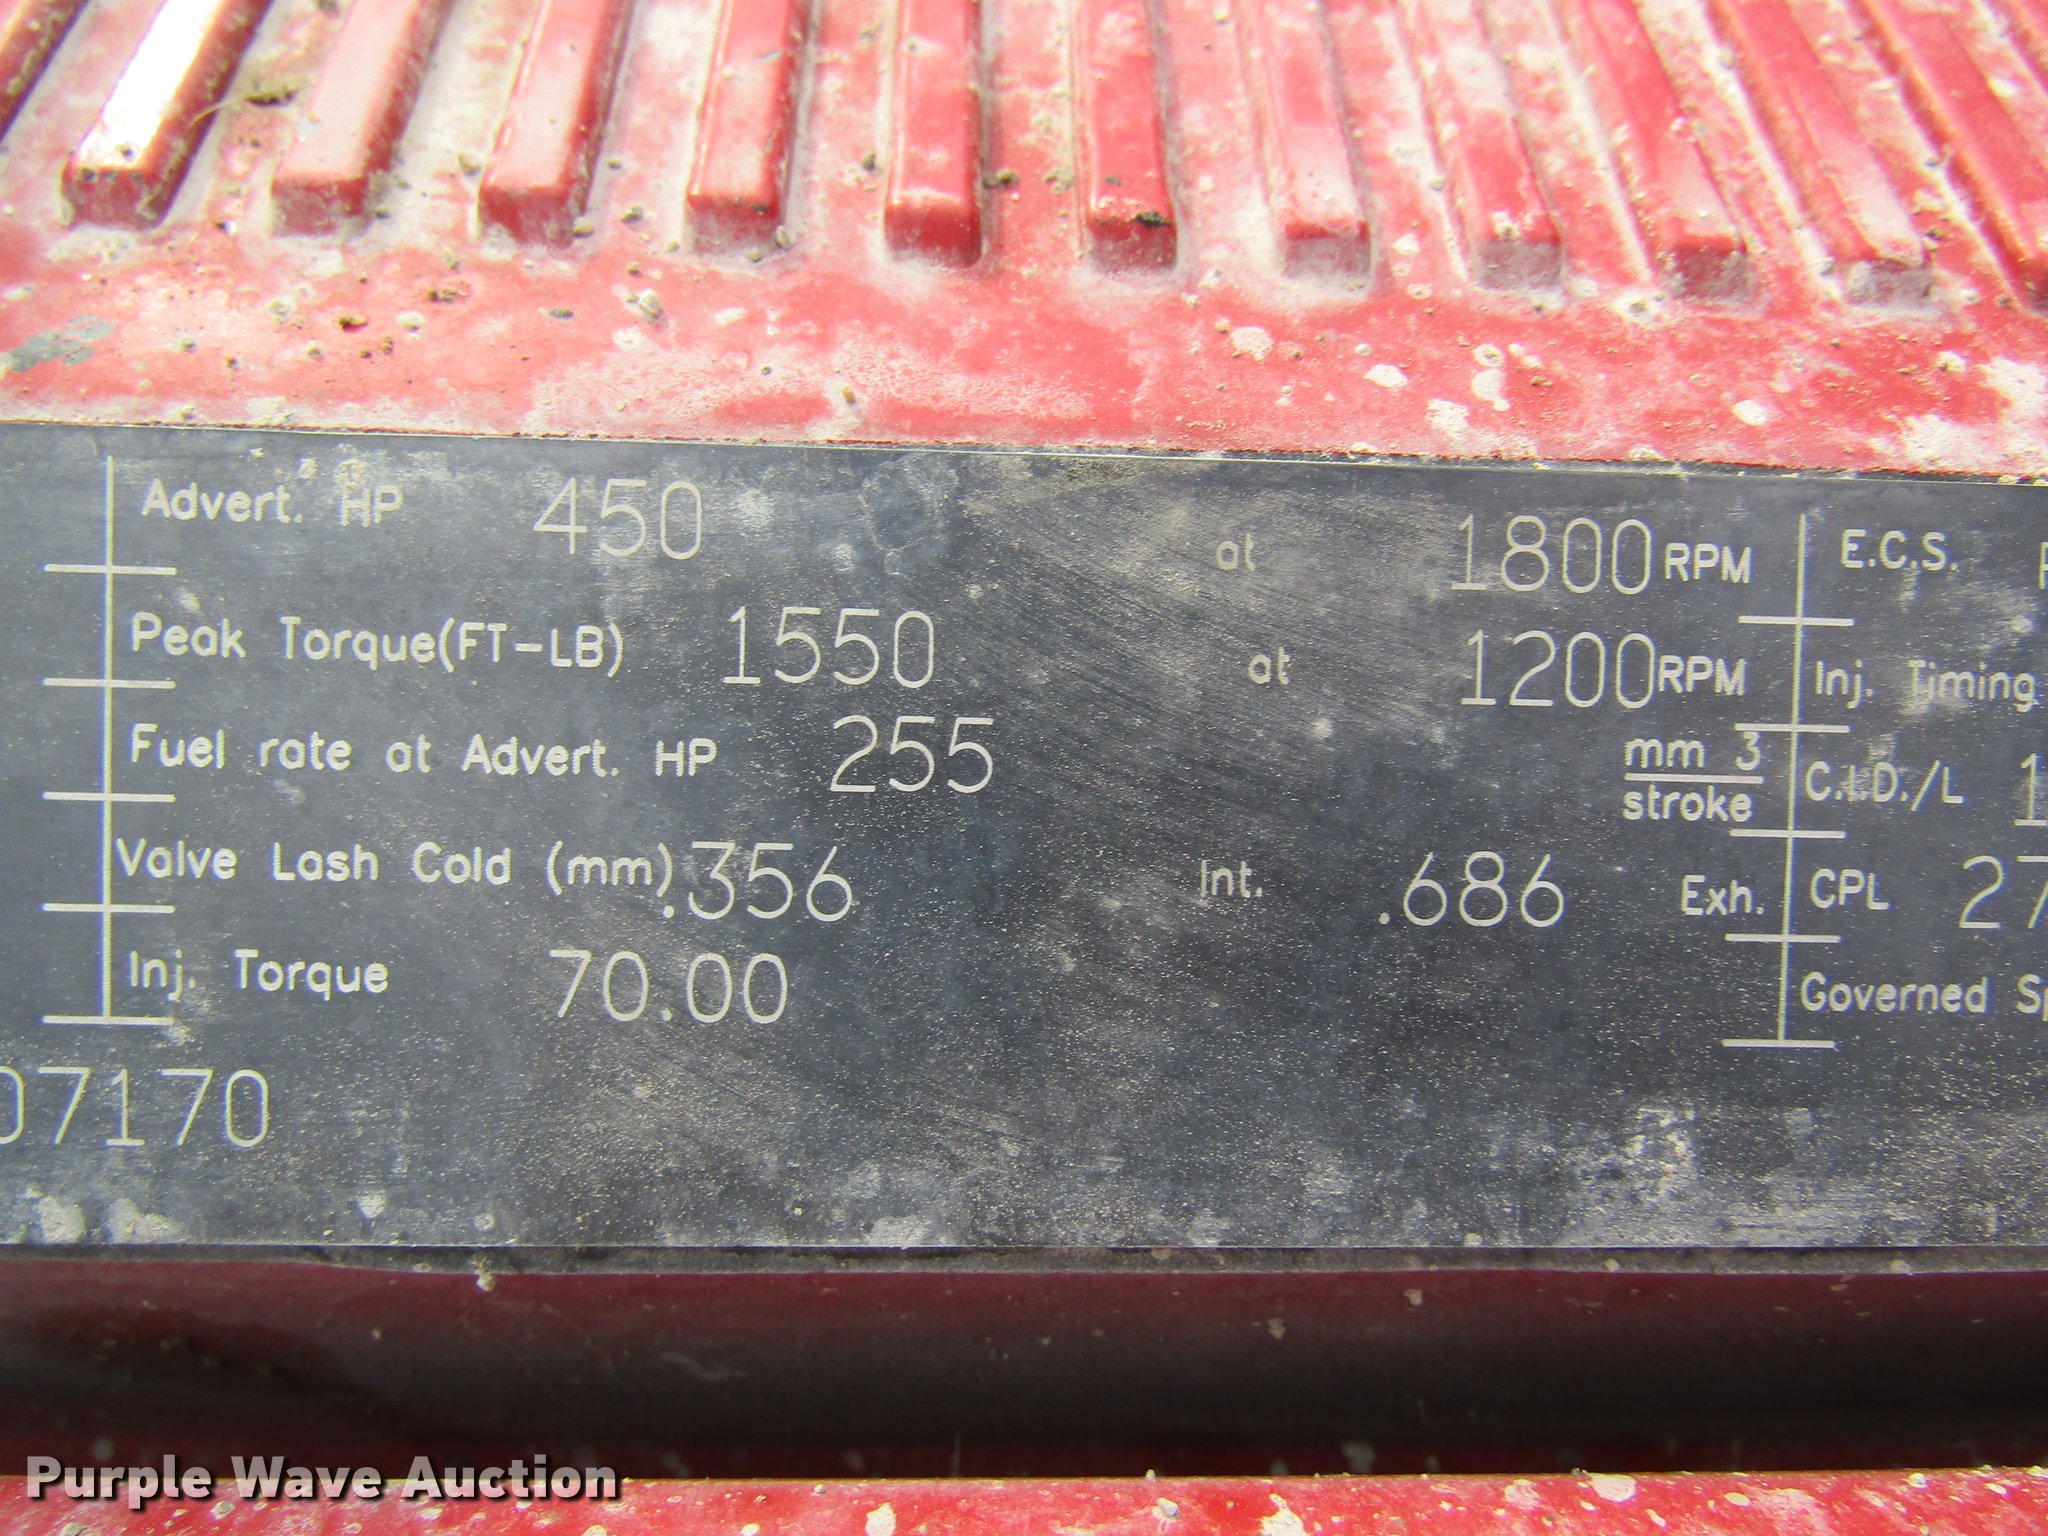 Advert. HP 450 at 1800 RPM E.C.S.
Peak Torque(FT-LB) 1550 at 1200 RPM Inj. Timing
Fuel rate at Advert. HP 255 mm 3 stroke C.I.D./L
Valve Lash Cold (mm) .356 Int. .686 Exh. CPL 27
Inj. Torque 70.00 Governed Sp
07170
Purple Wave Auction